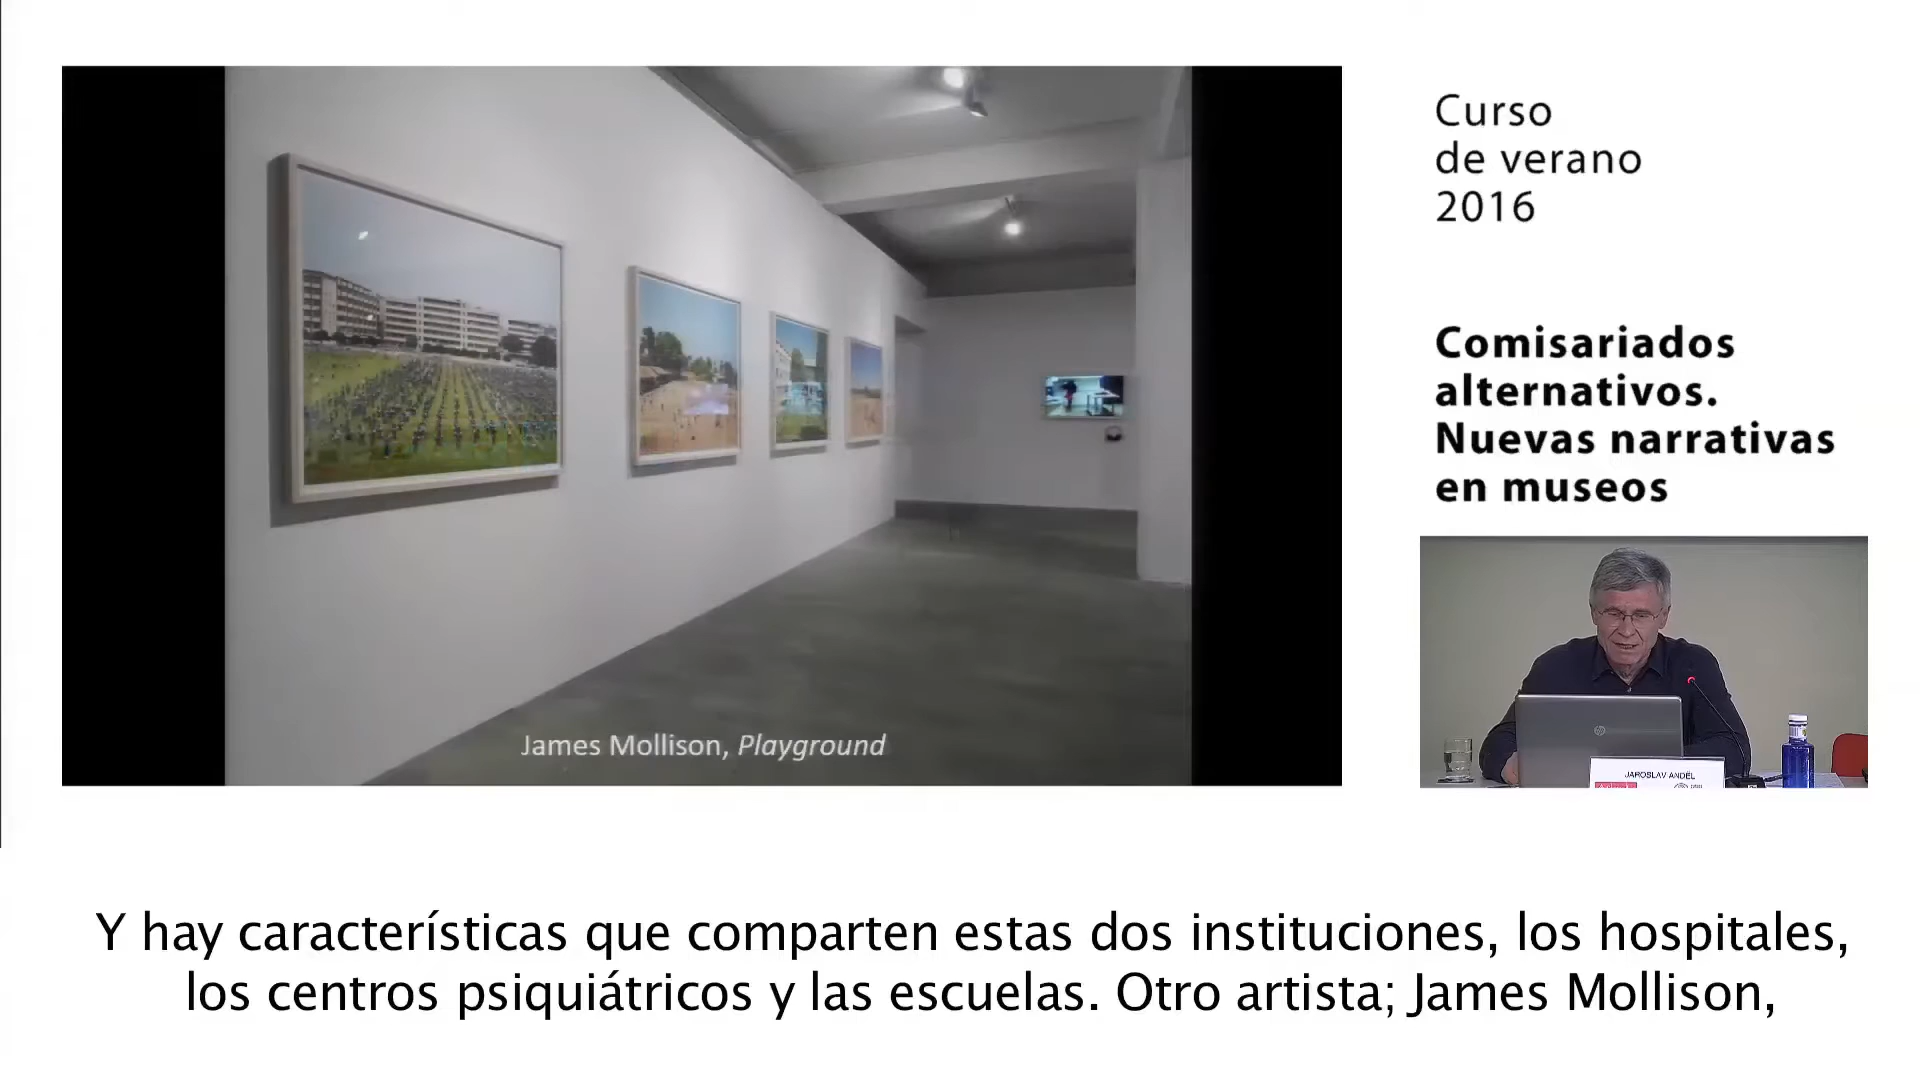 Curso
de verano
2016
Comisariados
alternativos.
Nuevas narrativas
en museos
James Mollison, Playground
JAROSLAV ANDĚL
Y hay características que comparten estas dos instituciones, los hospitales,
los centros psiquiátricos y las escuelas. Otro artista; James Mollison,